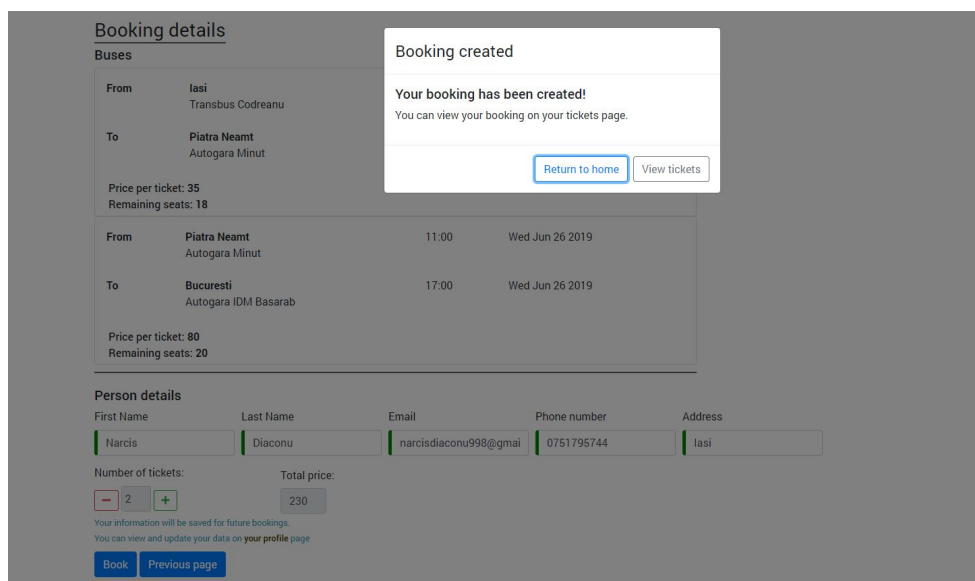 Booking details
Buses
Booking created
Your booking has been created!
You can view your booking on your tickets page.
Return to home View tickets
From Iasi
Transbus Codreanu
To Piatra Neamt
Autogara Minut
Price per ticket: 35
Remaining seats: 18
From Piatra Neamt 11:00 Wed Jun 26 2019
Autogara Minut
To Bucuresti 17:00 Wed Jun 26 2019
Autogara IDM Basarab
Price per ticket: 80
Remaining seats: 20
Person details
First Name Last Name Email Phone number Address
Narcis Diaconu narcisdiaconu998@gmai 0751795744 Iasi
Number of tickets: Total price:
− 2 + 230
Your information will be saved for future bookings.
You can view and update your data on your profile page
Book Previous page